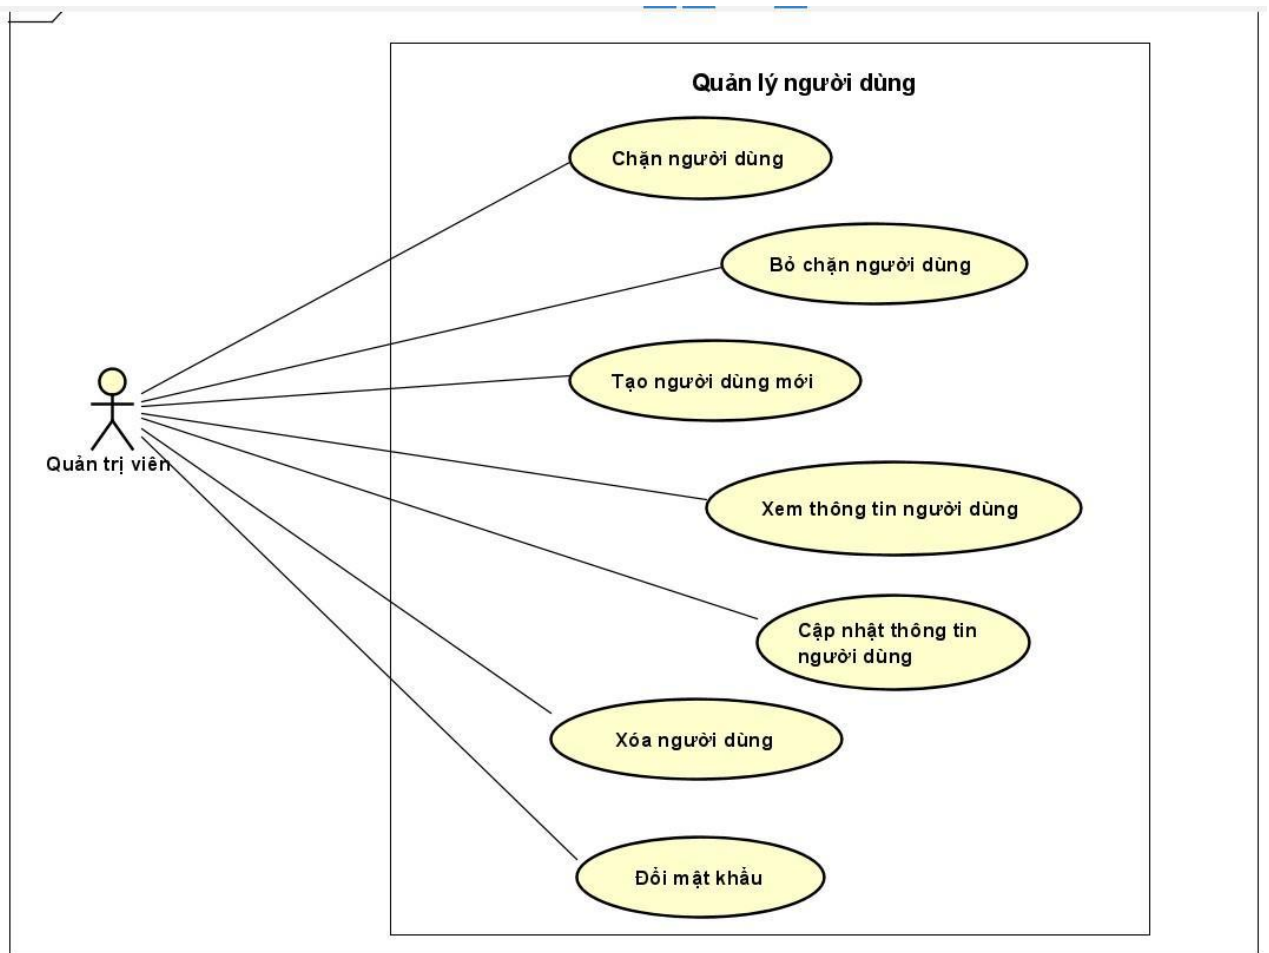 Quản lý người dùng
Chặn người dùng
Bỏ chặn người dùng
Tạo người dùng mới
Quản trị viên
Xem thông tin người dùng
Cập nhật thông tin
người dùng
Xóa người dùng
Đổi mật khẩu